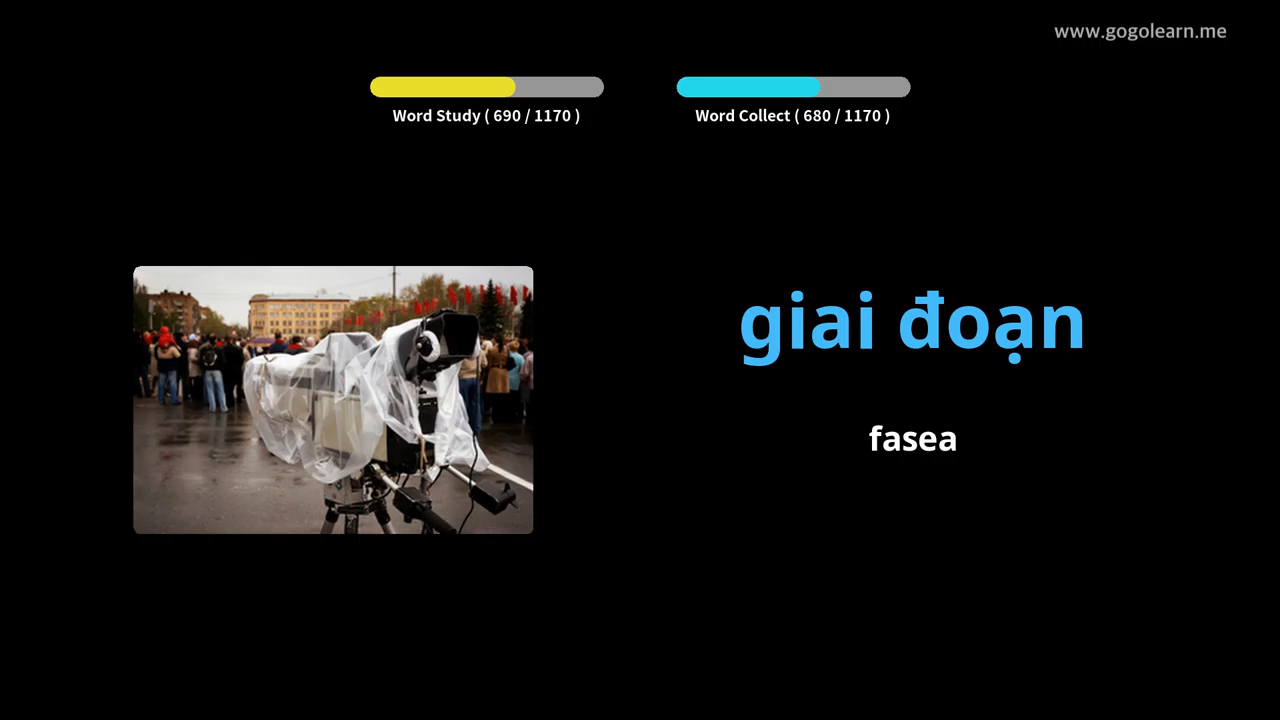 www.gogolearn.me
Word Study ( 690 / 1170 )
Word Collect ( 680 / 1170 )
giai đoạn
fasea